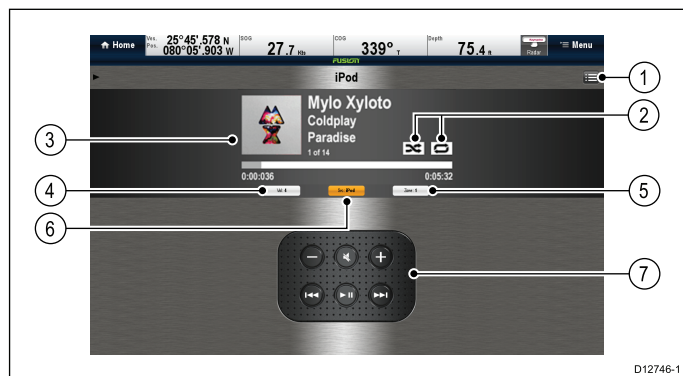 Home
Ves. Pos. 25°45'.578 N 080°05'.903 W
SOG 27.7 kts
COG 339° T
Depth 75.4 ft
Radar
Menu
FUSION
iPod
1
Mylo Xyloto
Coldplay
Paradise
1 of 14
2
3
0:00:036
0:05:32
4
Src: iPod
5
6
7
D12746-1